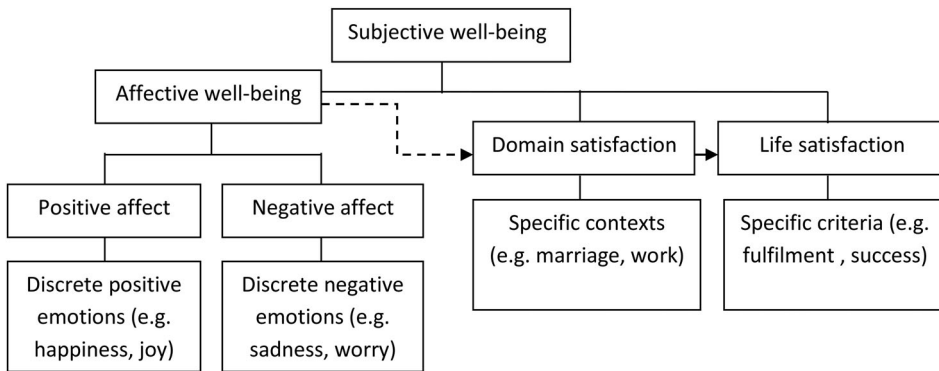 Subjective well-being
Affective well-being
Domain satisfaction
Life satisfaction
Positive affect
Negative affect
Specific contexts
(e.g. marriage, work)
Specific criteria (e.g.
fulfilment , success)
Discrete positive
emotions (e.g.
happiness, joy)
Discrete negative
emotions (e.g.
sadness, worry)